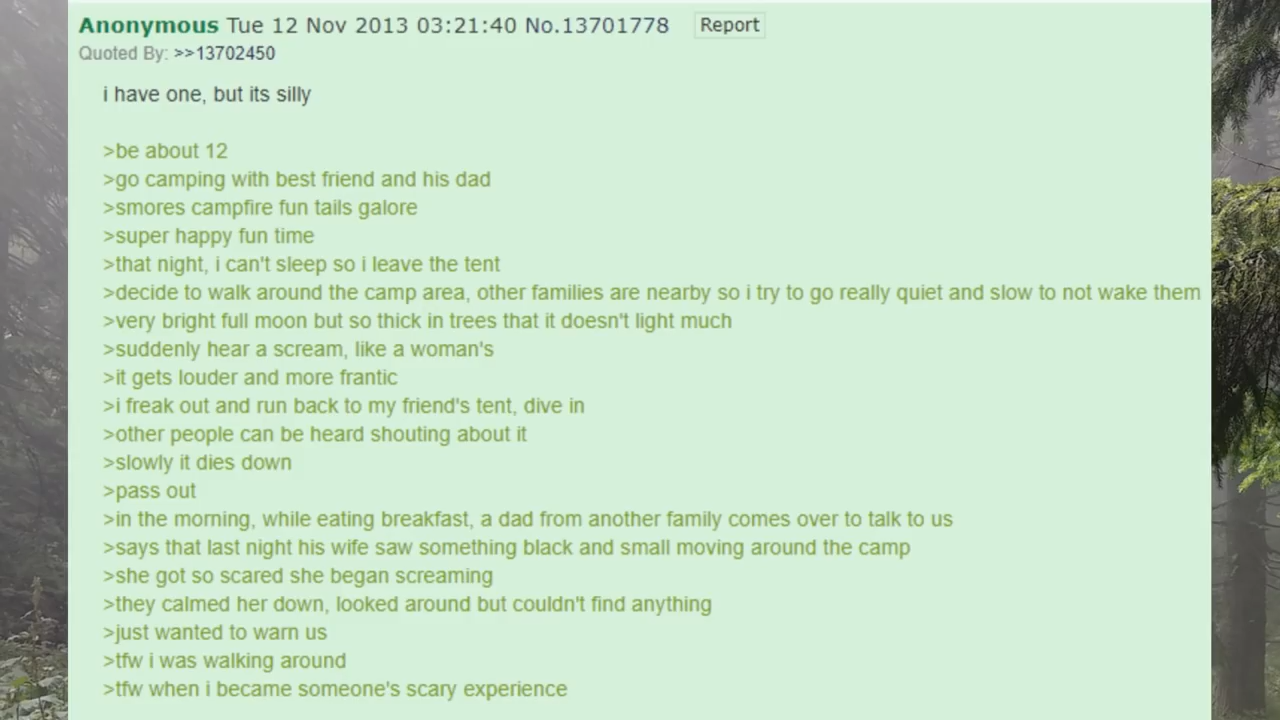 Anonymous Tue 12 Nov 2013 03:21:40 No.13701778 Report
Quoted By: >>13702450
i have one, but its silly
>be about 12
>go camping with best friend and his dad
>smores campfire fun tails galore
>super happy fun time
>that night, i can't sleep so i leave the tent
>decide to walk around the camp area, other families are nearby so i try to go really quiet and slow to not wake them
>very bright full moon but so thick in trees that it doesn't light much
>suddenly hear a scream, like a woman's
>it gets louder and more frantic
>i freak out and run back to my friend's tent, dive in
>other people can be heard shouting about it
>slowly it dies down
>pass out
>in the morning, while eating breakfast, a dad from another family comes over to talk to us
>says that last night his wife saw something black and small moving around the camp
>she got so scared she began screaming
>they calmed her down, looked around but couldn't find anything
>just wanted to warn us
>tfw i was walking around
>tfw when i became someone's scary experience